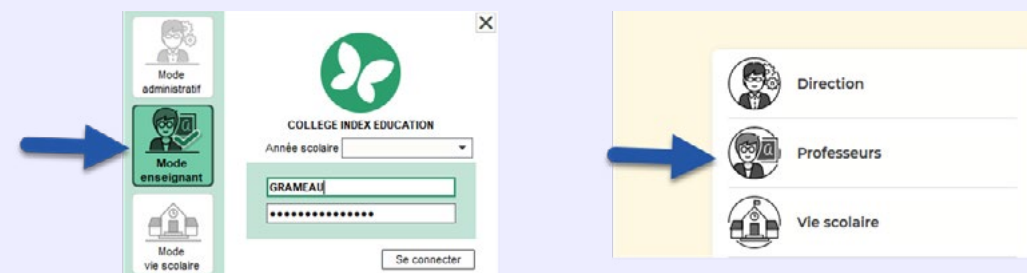 Mode
administratif
Mode
enseignant
Mode
vie scolaire
COLLEGE INDEX EDUCATION
Année scolaire
GRAMEAU
•••••••••••••••
Se connecter
Direction
Professeurs
Vie scolaire